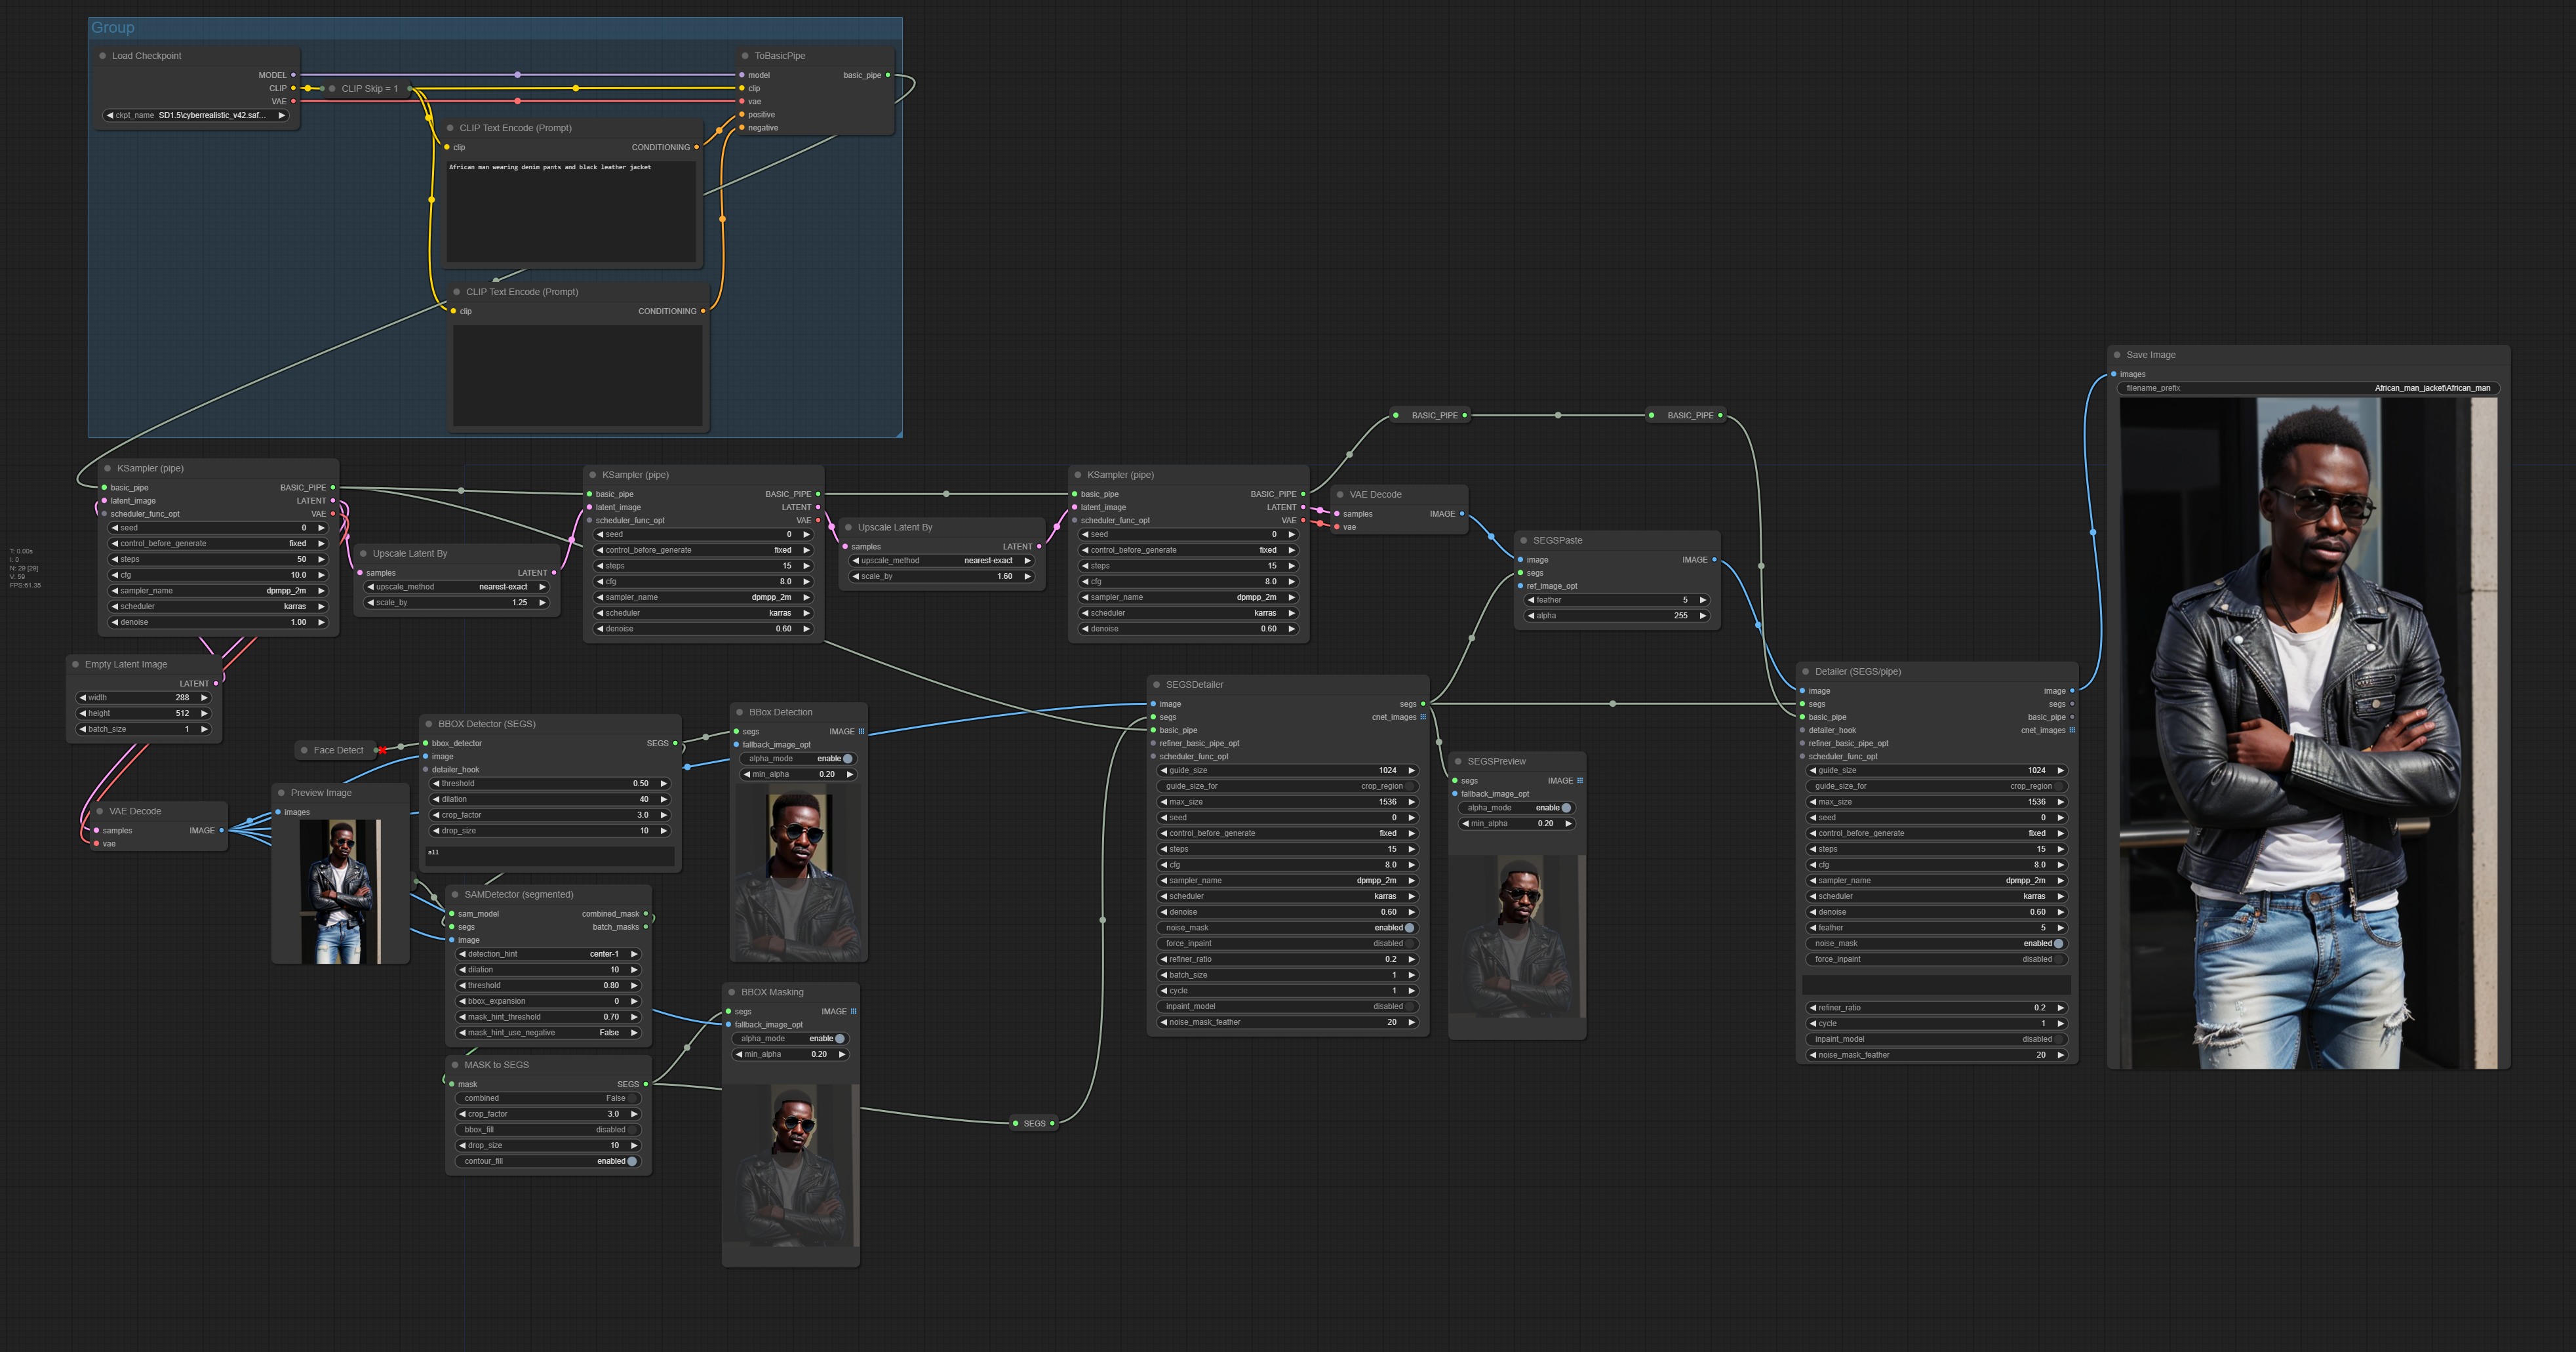 Group
Load Checkpoint
MODEL
CLIP
VAE
ckpt_name SD1.5\cyberrealistic_v42.saf...
CLIP Skip = 1
ToBasicPipe
model basic_pipe
clip
vae
positive
negative
CLIP Text Encode (Prompt)
clip CONDITIONING
African man wearing denim pants and black leather jacket
CLIP Text Encode (Prompt)
clip CONDITIONING
T: 0.00s
I: 0
N: 29 [29]
V: 59
FPS:61.35
KSampler (pipe)
basic_pipe BASIC_PIPE
latent_image LATENT
scheduler_func_opt VAE
seed 0
control_before_generate fixed
steps 50
cfg 10.0
sampler_name dpmpp_2m
scheduler karras
denoise 1.00
Upscale Latent By
samples LATENT
upscale_method nearest-exact
scale_by 1.25
KSampler (pipe)
basic_pipe BASIC_PIPE
latent_image LATENT
scheduler_func_opt VAE
seed 0
control_before_generate fixed
steps 15
cfg 8.0
sampler_name dpmpp_2m
scheduler karras
denoise 0.60
Upscale Latent By
samples LATENT
upscale_method nearest-exact
scale_by 1.60
KSampler (pipe)
basic_pipe BASIC_PIPE
latent_image LATENT
scheduler_func_opt VAE
seed 0
control_before_generate fixed
steps 15
cfg 8.0
sampler_name dpmpp_2m
scheduler karras
denoise 0.60
BASIC_PIPE
BASIC_PIPE
VAE Decode
samples IMAGE
vae
SEGSPaste
image IMAGE
segs
ref_image_opt
feather 5
alpha 255
Empty Latent Image
LATENT
width 288
height 512
batch_size 1
Face Detect
VAE Decode
samples IMAGE
vae
Preview Image
images
BBOX Detector (SEGS)
bbox_detector SEGS
image
detailer_hook
threshold 0.50
dilation 40
crop_factor 3.0
drop_size 10
all
SAMDetector (segmented)
sam_model combined_mask
segs batch_masks
image
detection_hint center-1
dilation 10
threshold 0.80
bbox_expansion 0
mask_hint_threshold 0.70
mask_hint_use_negative False
MASK to SEGS
mask SEGS
combined False
crop_factor 3.0
bbox_fill disabled
drop_size 10
contour_fill enabled
BBox Detection
segs IMAGE
fallback_image_opt
alpha_mode enable
min_alpha 0.20
BBOX Masking
segs IMAGE
fallback_image_opt
alpha_mode enable
min_alpha 0.20
SEGS
SEGSDetailer
image segs
segs cnet_images
basic_pipe
refiner_basic_pipe_opt
scheduler_func_opt
guide_size 1024
guide_size_for crop_region
max_size 1536
seed 0
control_before_generate fixed
steps 15
cfg 8.0
sampler_name dpmpp_2m
scheduler karras
denoise 0.60
noise_mask enabled
force_inpaint disabled
refiner_ratio 0.2
batch_size 1
cycle 1
inpaint_model disabled
noise_mask_feather 20
SEGSPreview
segs IMAGE
fallback_image_opt
alpha_mode enable
min_alpha 0.20
Detailer (SEGS/pipe)
image image
segs segs
basic_pipe basic_pipe
detailer_hook cnet_images
refiner_basic_pipe_opt
scheduler_func_opt
guide_size 1024
guide_size_for crop_region
max_size 1536
seed 0
control_before_generate fixed
steps 15
cfg 8.0
sampler_name dpmpp_2m
scheduler karras
denoise 0.60
feather 5
noise_mask enabled
force_inpaint disabled
refiner_ratio 0.2
cycle 1
inpaint_model disabled
noise_mask_feather 20
Save Image
images
filename_prefix African_man_jacket\African_man